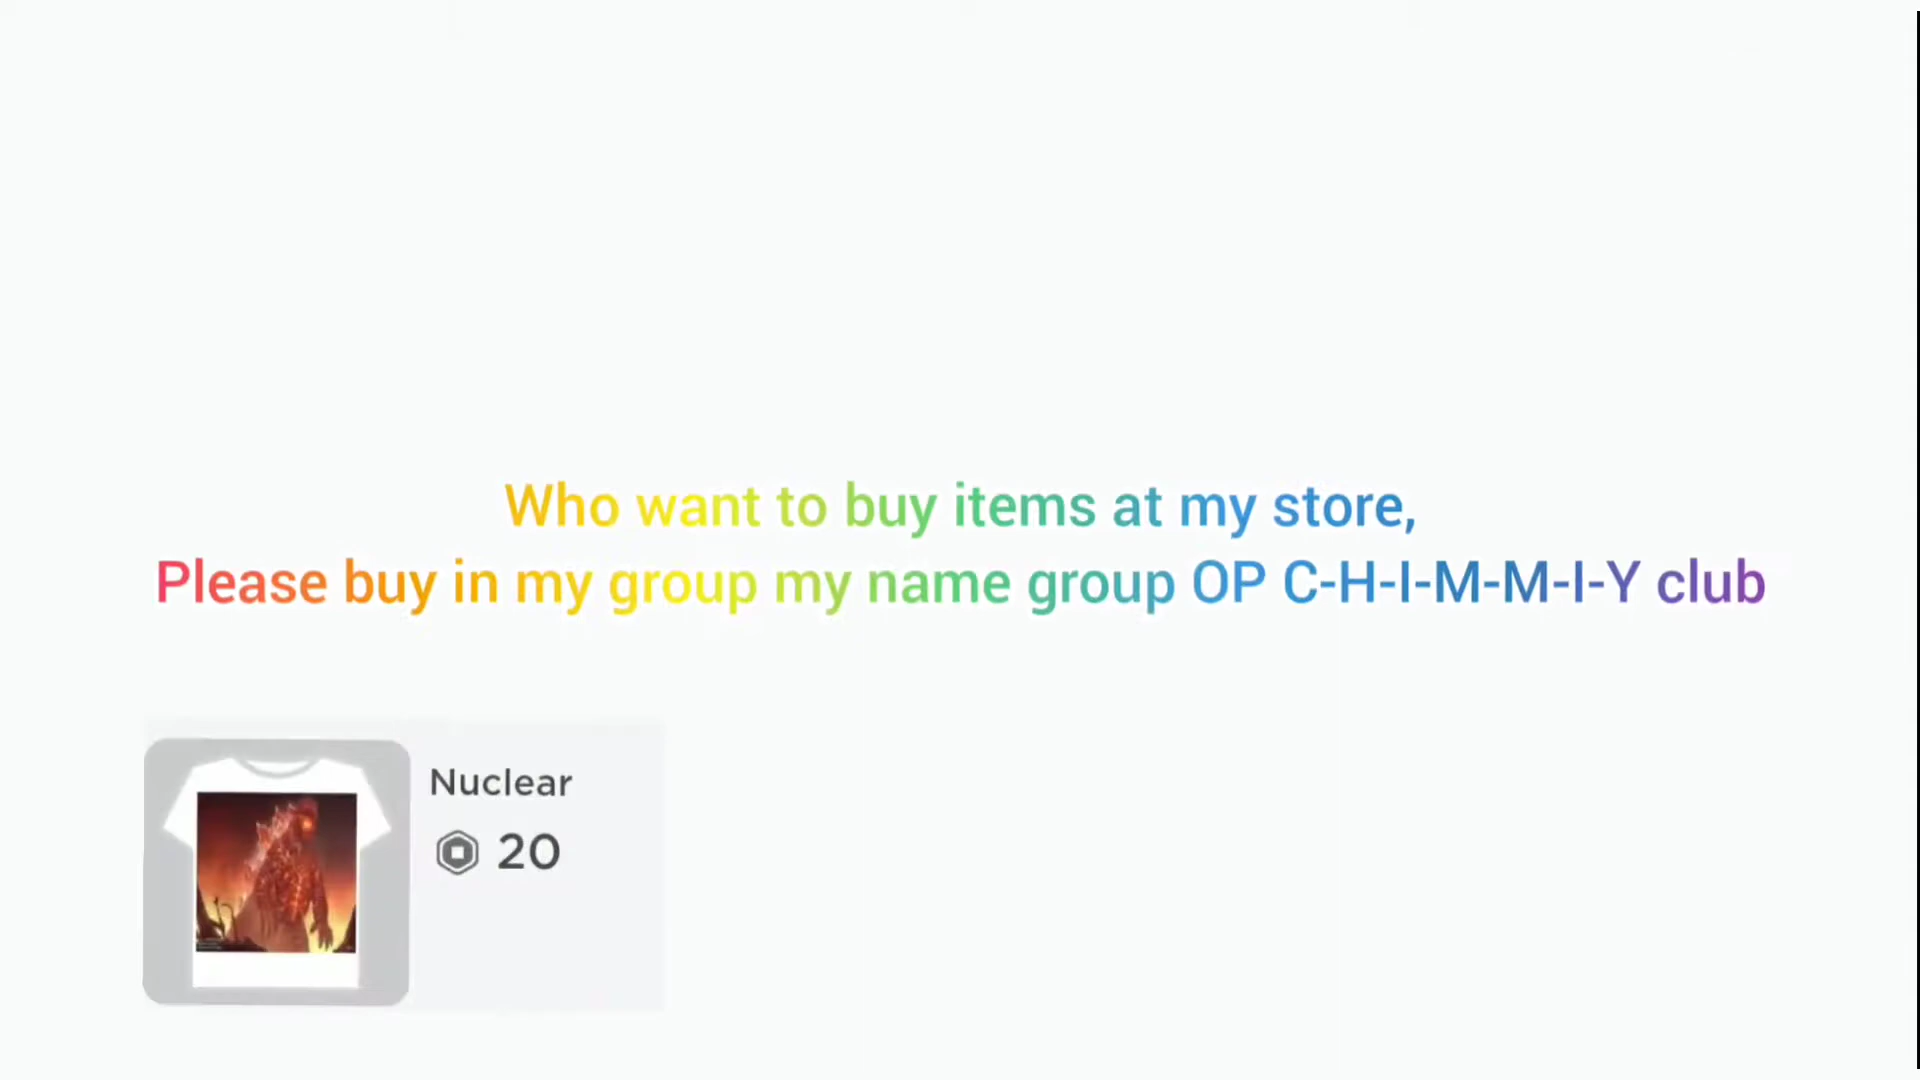 Who want to buy items at my store,
Please buy in my group my name group OP C-H-I-M-M-I-Y club
Nuclear
20